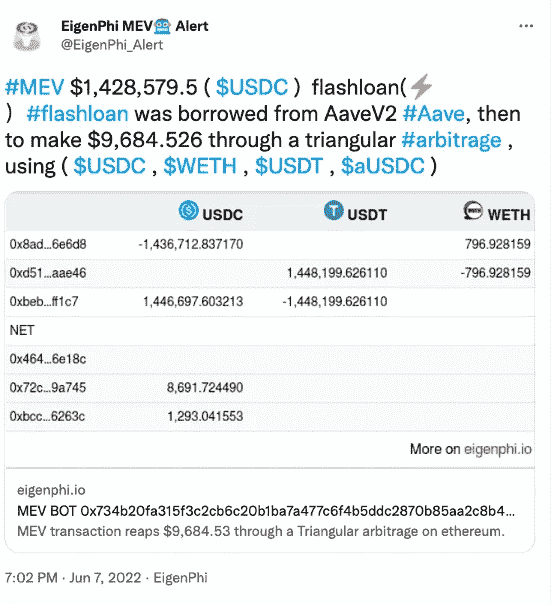 EigenPhi MEV🤖 Alert
@EigenPhi_Alert
#MEV $1,428,579.5 ( $USDC ) flashloan(⚡
) #flashloan was borrowed from AaveV2 #Aave, then
to make $9,684.526 through a triangular #arbitrage ,
using ( $USDC , $WETH , $USDT , $aUSDC )
USDC USDT WETH
0x8ad...6e6d8 -1,436,712.837170 796.928159
0xd51...aae46 1,448,199.626110 -796.928159
0xbeb...ff1c7 1,446,697.603213 -1,448,199.626110
NET
0x464...6e18c
0x72c...9a745 8,691.724490
0xbcc...6263c 1,293.041553
More on eigenphi.io
eigenphi.io
MEV BOT 0x734b20fa315f3c2cb6c20b1ba7a477c6f4b5ddc2870b85aa2c8b4...
MEV transaction reaps $9,684.53 through a Triangular arbitrage on ethereum.
7:02 PM · Jun 7, 2022 · EigenPhi